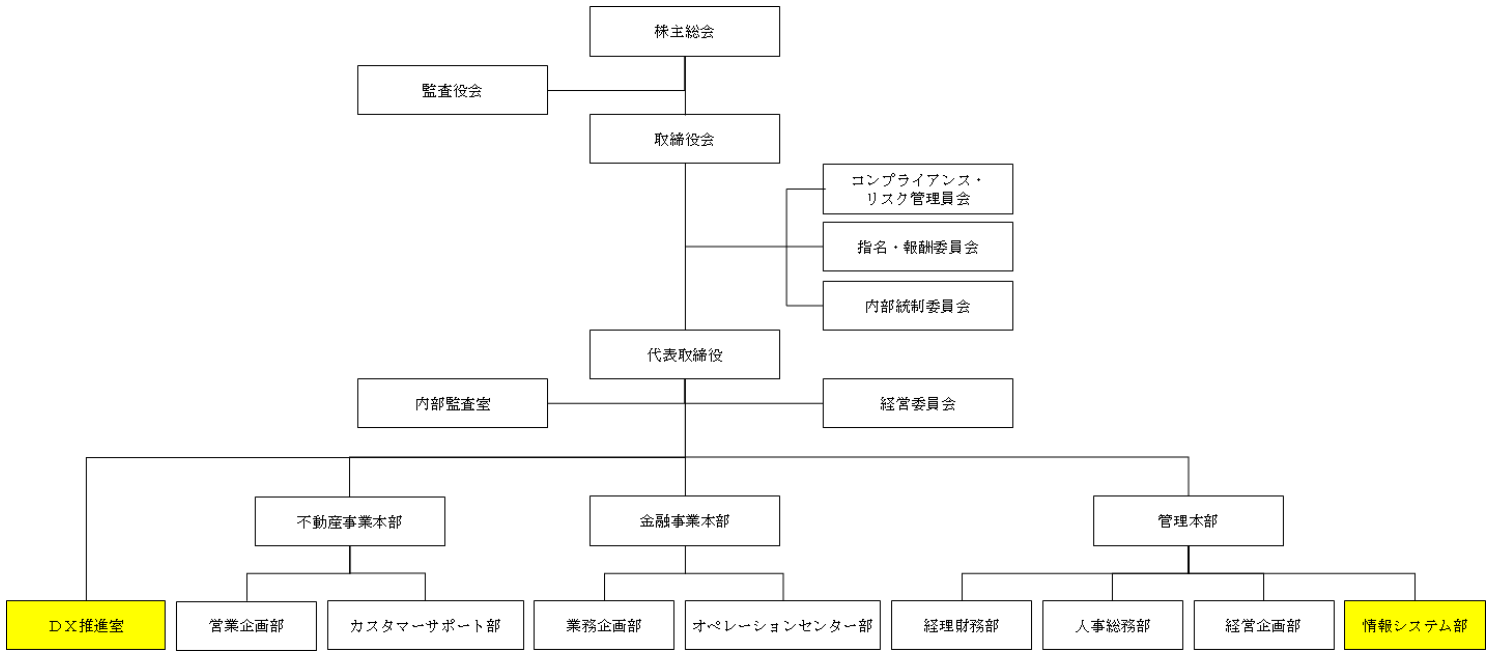 株主総会
監査役会
取締役会
コンプライアンス・
リスク管理員会
指名・報酬委員会
内部統制委員会
代表取締役
内部監査室
経営委員会
不動産事業本部
金融事業本部
管理本部
ＤＸ推進室
営業企画部
カスタマーサポート部
業務企画部
オペレーションセンター部
経理財務部
人事総務部
経営企画部
情報システム部